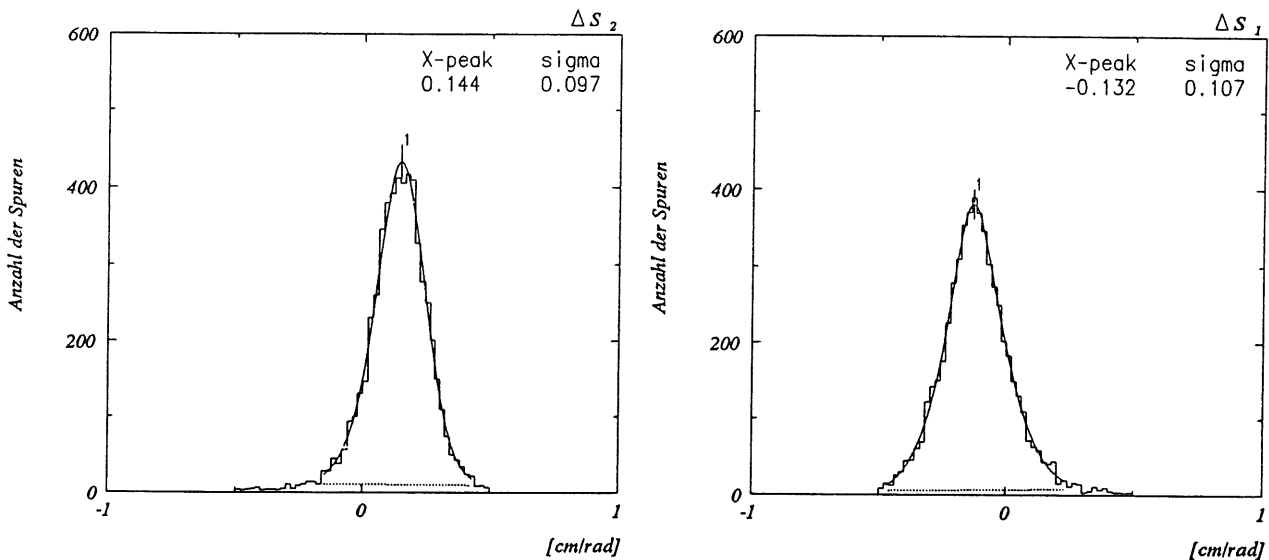 Δ S 2
600
X-peak sigma
0.144 0.097
1
400
Anzahl der Spuren
200
0
-1 0 1
[cm/rad]
Δ S 1
600
X-peak sigma
-0.132 0.107
1
400
Anzahl der Spuren
200
0
-1 0 1
[cm/rad]